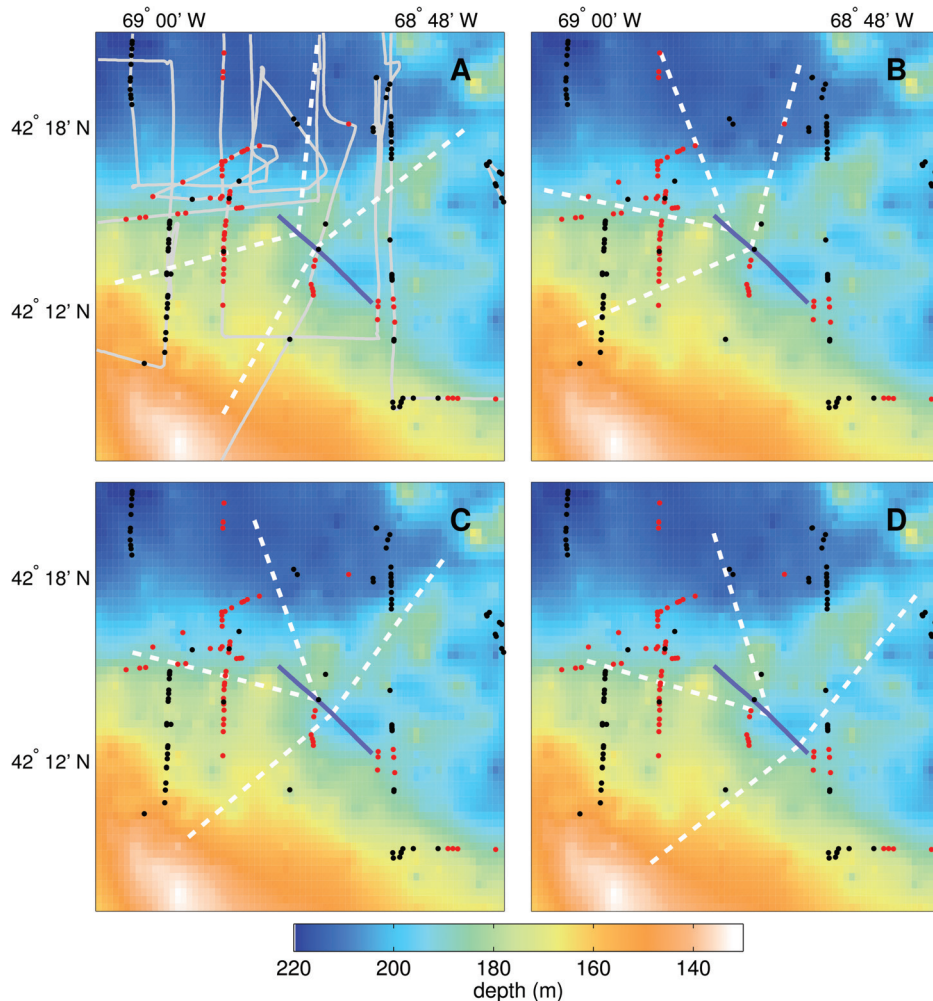 69° 00’ W 68° 48’ W 69° 00’ W 68° 48’ W
A B
42° 18’ N
42° 12’ N
C D
42° 18’ N
42° 12’ N
220 200 180 160 140
depth (m)